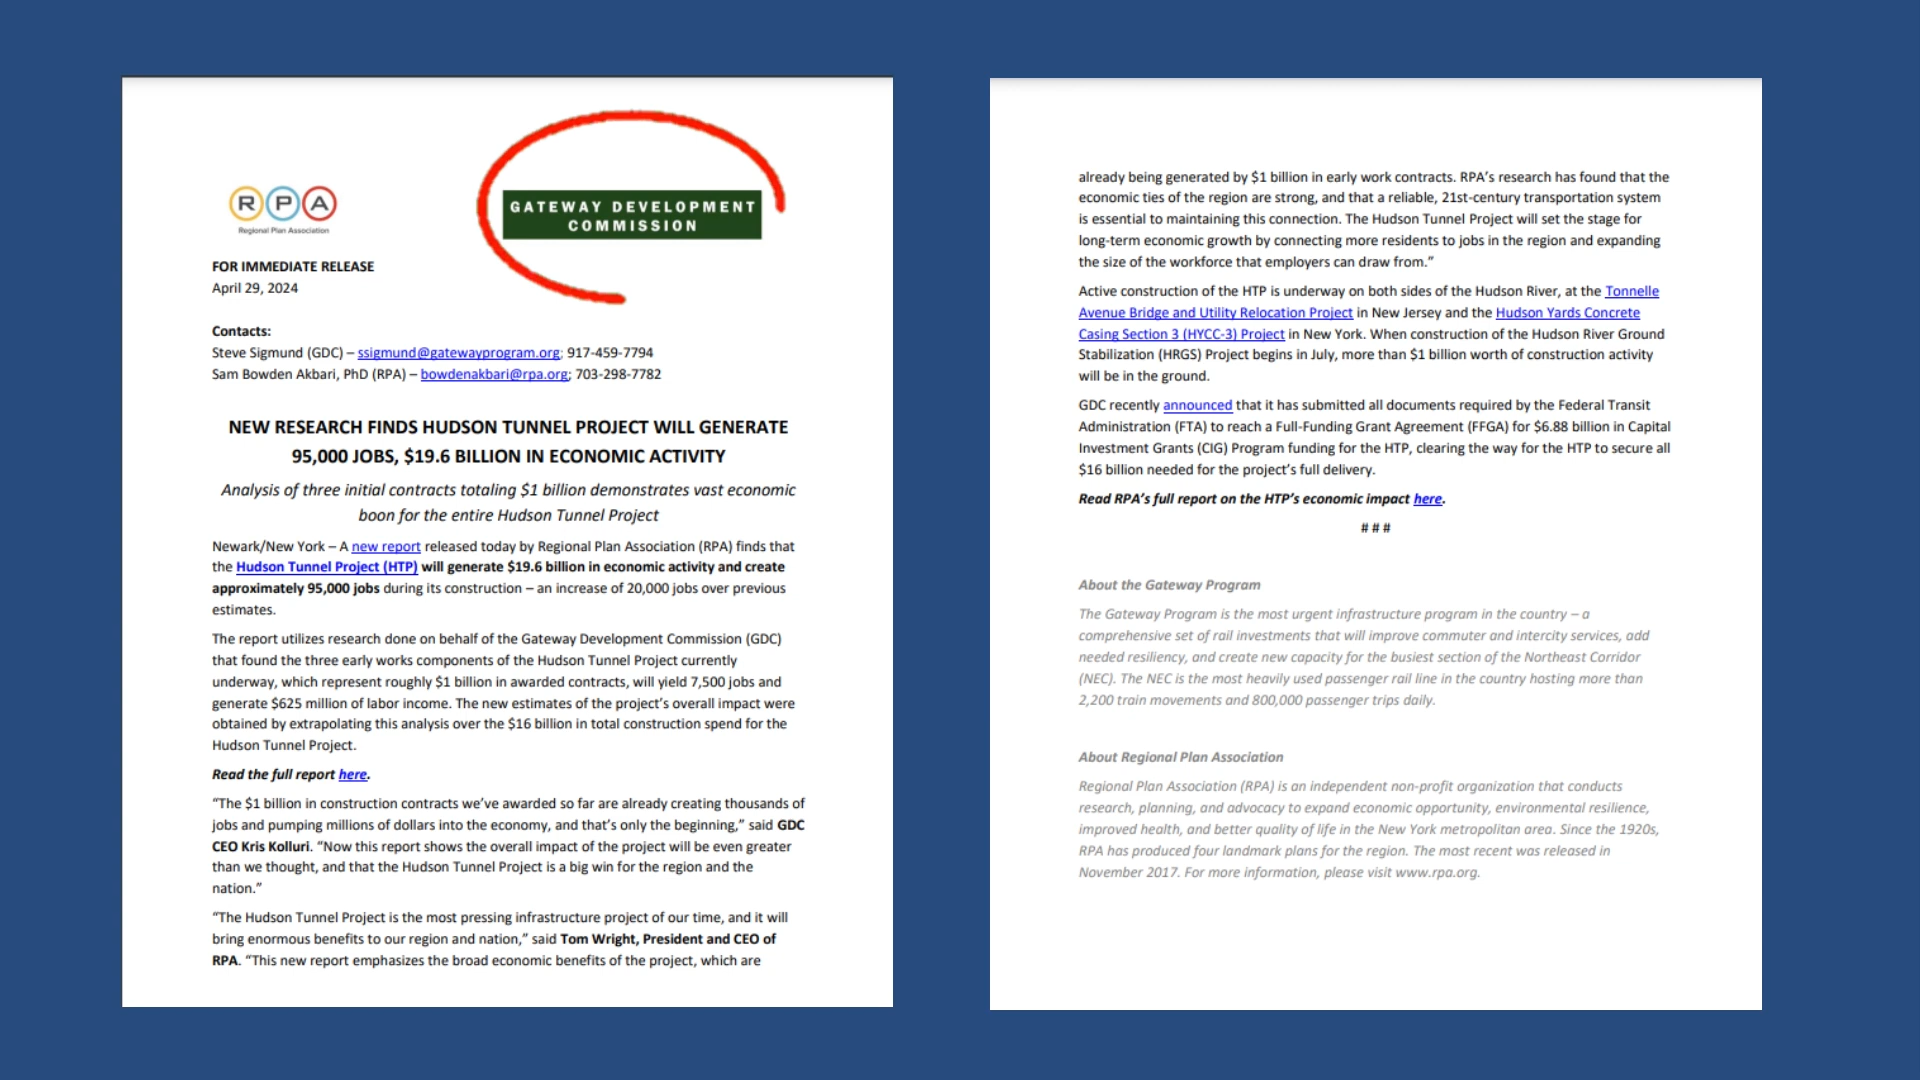 R P A
Regional Plan Association
GATEWAY DEVELOPMENT
COMMISSION
FOR IMMEDIATE RELEASE
April 29, 2024
Contacts:
Steve Sigmund (GDC) – ssigmund@gatewayprogram.org; 917-459-7794
Sam Bowden Akbari, PhD (RPA) – bowdenakbari@rpa.org; 703-298-7782
NEW RESEARCH FINDS HUDSON TUNNEL PROJECT WILL GENERATE
95,000 JOBS, $19.6 BILLION IN ECONOMIC ACTIVITY
Analysis of three initial contracts totaling $1 billion demonstrates vast economic
boon for the entire Hudson Tunnel Project
Newark/New York – A new report released today by Regional Plan Association (RPA) finds that
the Hudson Tunnel Project (HTP) will generate $19.6 billion in economic activity and create
approximately 95,000 jobs during its construction – an increase of 20,000 jobs over previous
estimates.
The report utilizes research done on behalf of the Gateway Development Commission (GDC)
that found the three early works components of the Hudson Tunnel Project currently
underway, which represent roughly $1 billion in awarded contracts, will yield 7,500 jobs and
generate $625 million of labor income. The new estimates of the project's overall impact were
obtained by extrapolating this analysis over the $16 billion in total construction spend for the
Hudson Tunnel Project.
Read the full report here.
“The $1 billion in construction contracts we’ve awarded so far are already creating thousands of
jobs and pumping millions of dollars into the economy, and that’s only the beginning,” said GDC
CEO Kris Kolluri. “Now this report shows the overall impact of the project will be even greater
than we thought, and that the Hudson Tunnel Project is a big win for the region and the
nation.”
“The Hudson Tunnel Project is the most pressing infrastructure project of our time, and it will
bring enormous benefits to our region and nation,” said Tom Wright, President and CEO of
RPA. “This new report emphasizes the broad economic benefits of the project, which are
already being generated by $1 billion in early work contracts. RPA’s research has found that the
economic ties of the region are strong, and that a reliable, 21st-century transportation system
is essential to maintaining this connection. The Hudson Tunnel Project will set the stage for
long-term economic growth by connecting more residents to jobs in the region and expanding
the size of the workforce that employers can draw from.”
Active construction of the HTP is underway on both sides of the Hudson River, at the Tonnelle
Avenue Bridge and Utility Relocation Project in New Jersey and the Hudson Yards Concrete
Casing Section 3 (HYCC-3) Project in New York. When construction of the Hudson River Ground
Stabilization (HRGS) Project begins in July, more than $1 billion worth of construction activity
will be in the ground.
GDC recently announced that it has submitted all documents required by the Federal Transit
Administration (FTA) to reach a Full-Funding Grant Agreement (FFGA) for $6.88 billion in Capital
Investment Grants (CIG) Program funding for the HTP, clearing the way for the HTP to secure all
$16 billion needed for the project’s full delivery.
Read RPA’s full report on the HTP’s economic impact here.
# # #
About the Gateway Program
The Gateway Program is the most urgent infrastructure program in the country – a
comprehensive set of rail investments that will improve commuter and intercity services, add
needed resiliency, and create new capacity for the busiest section of the Northeast Corridor
(NEC). The NEC is the most heavily used passenger rail line in the country hosting more than
2,200 train movements and 800,000 passenger trips daily.
About Regional Plan Association
Regional Plan Association (RPA) is an independent non-profit organization that conducts
research, planning, and advocacy to expand economic opportunity, environmental resilience,
improved health, and better quality of life in the New York metropolitan area. Since the 1920s,
RPA has produced four landmark plans for the region. The most recent was released in
November 2017. For more information, please visit www.rpa.org.